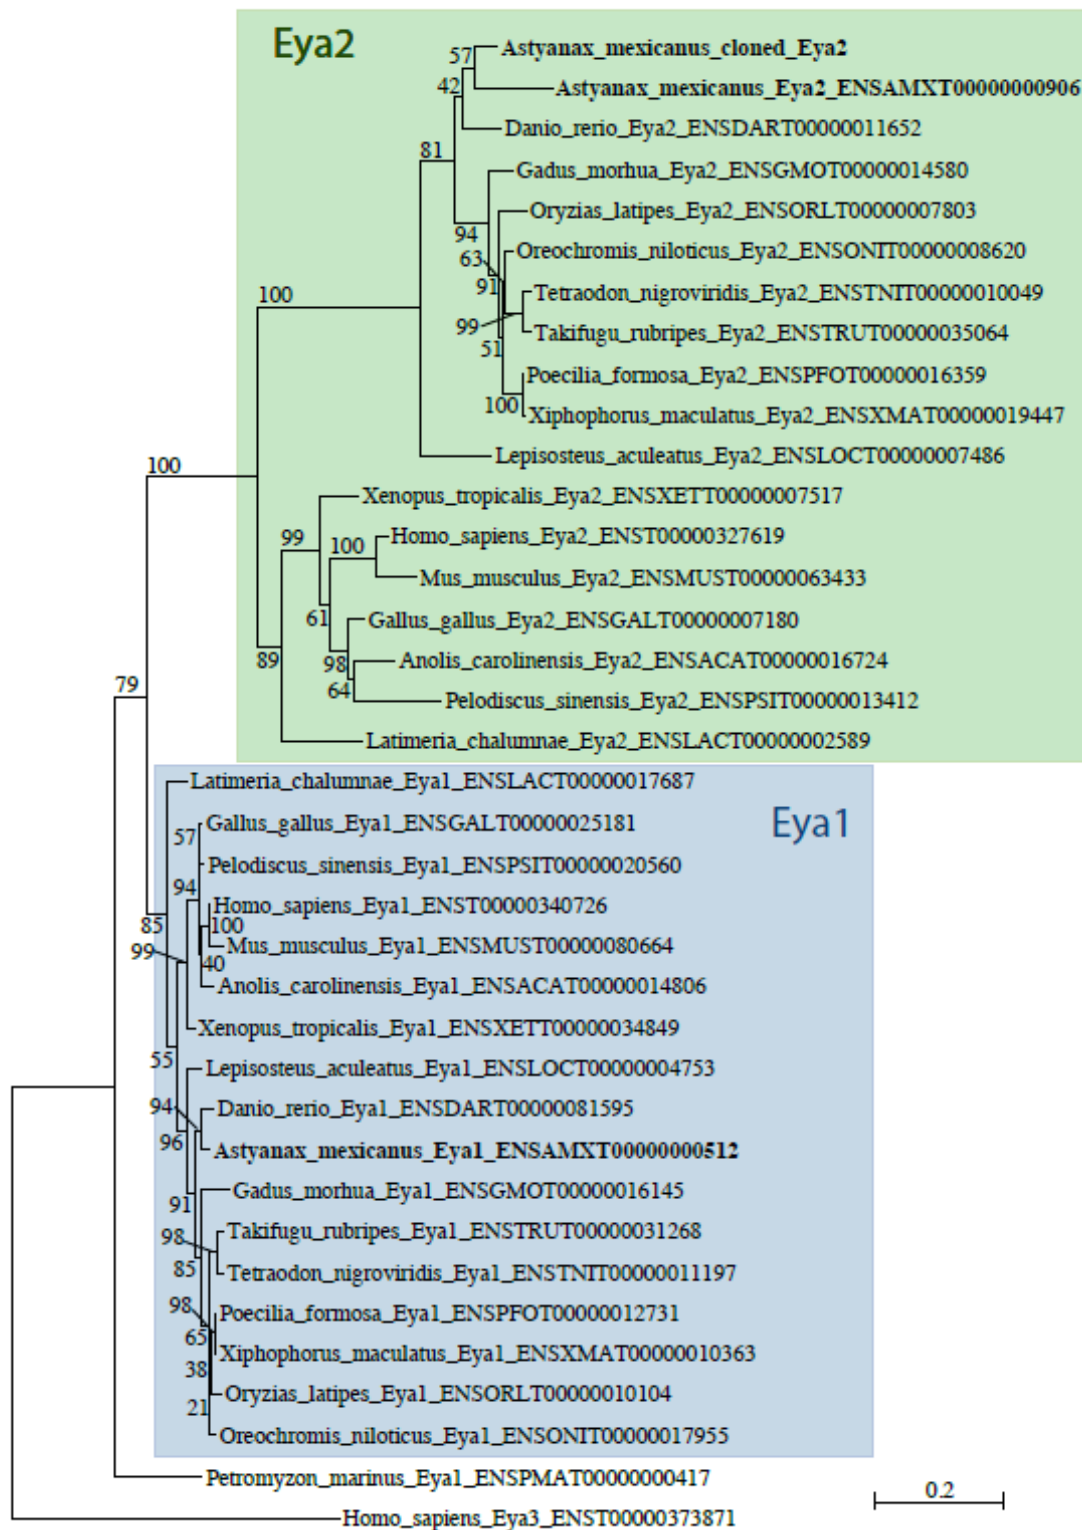 Eya2
57
Astyanax_mexicanus_cloned_Eya2
42
Astyanax_mexicanus_Eya2_ENSAMXT00000000906
Danio_rerio_Eya2_ENSDART00000011652
81
Gadus_morhua_Eya2_ENSGMOT00000014580
Oryzias_latipes_Eya2_ENSORLT00000007803
94
63
Oreochromis_niloticus_Eya2_ENSONIT00000008620
91
Tetraodon_nigroviridis_Eya2_ENSTNIT00000010049
100
99
Takifugu_rubripes_Eya2_ENSTRUT00000035064
51
Poecilia_formosa_Eya2_ENSPFOT00000016359
100
Xiphophorus_maculatus_Eya2_ENSXMAT00000019447
Lepisosteus_aculeatus_Eya2_ENSLOCT00000007486
100
Xenopus_tropicalis_Eya2_ENSXETT00000007517
99
100
Homo_sapiens_Eya2_ENST00000327619
Mus_musculus_Eya2_ENSMUST00000063433
61
Gallus_gallus_Eya2_ENSGALT00000007180
89
98
Anolis_carolinensis_Eya2_ENSACAT00000016724
79
64
Pelodiscus_sinensis_Eya2_ENSPSIT00000013412
Latimeria_chalumnae_Eya2_ENSLACT00000002589
Latimeria_chalumnae_Eya1_ENSLACT00000017687
Eya1
57
Gallus_gallus_Eya1_ENSGALT00000025181
Pelodiscus_sinensis_Eya1_ENSPSIT00000020560
94
Homo_sapiens_Eya1_ENST00000340726
85
100
99
Mus_musculus_Eya1_ENSMUST00000080664
40
Anolis_carolinensis_Eya1_ENSACAT00000014806
Xenopus_tropicalis_Eya1_ENSXETT00000034849
55
Lepisosteus_aculeatus_Eya1_ENSLOCT00000004753
94
Danio_rerio_Eya1_ENSDART00000081595
96
Astyanax_mexicanus_Eya1_ENSAMXT00000000512
91
Gadus_morhua_Eya1_ENSGMOT00000016145
98
Takifugu_rubripes_Eya1_ENSTRUT00000031268
85
Tetraodon_nigroviridis_Eya1_ENSTNIT00000011197
98
Poecilia_formosa_Eya1_ENSPFOT00000012731
65
Xiphophorus_maculatus_Eya1_ENSXMAT00000010363
38
Oryzias_latipes_Eya1_ENSORLT00000010104
21
Oreochromis_niloticus_Eya1_ENSONIT00000017955
Petromyzon_marinus_Eya1_ENSPMAT00000000417
0.2
Homo_sapiens_Eya3_ENST00000373871